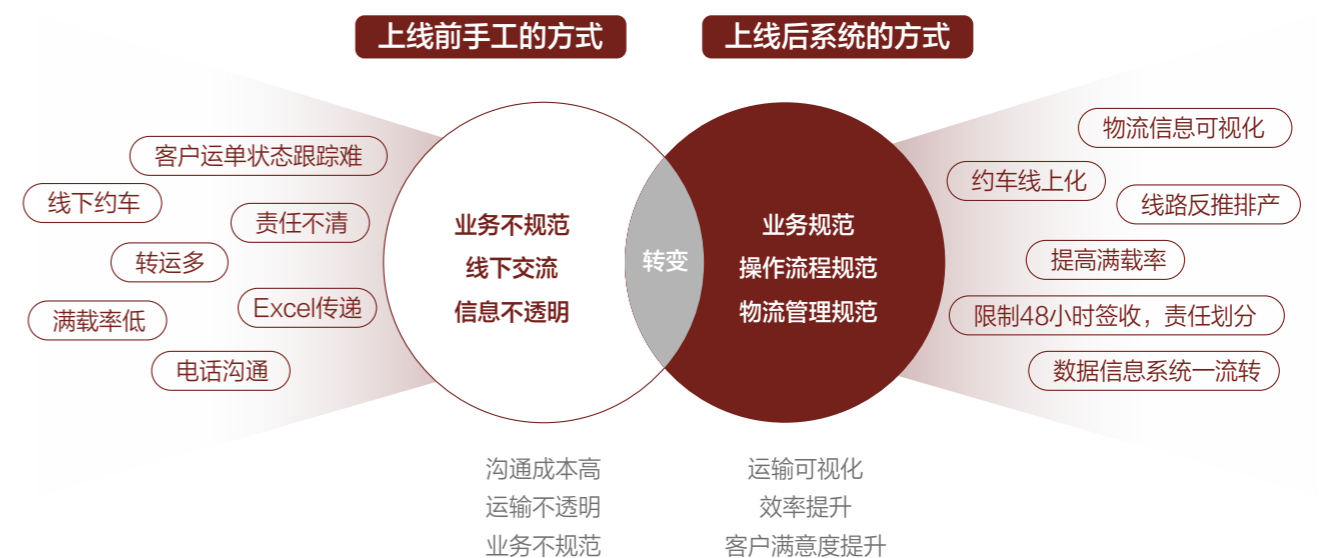 上线前手工的方式
上线后系统的方式
客户运单状态跟踪难
线下约车
责任不清
转运多
Excel传递
满载率低
电话沟通
业务不规范
线下交流
信息不透明
转变
业务规范
操作流程规范
物流管理规范
物流信息可视化
约车线上化
线路反推排产
提高满载率
限制48小时签收，责任划分
数据信息系统一流转
沟通成本高
运输不透明
业务不规范
运输可视化
效率提升
客户满意度提升